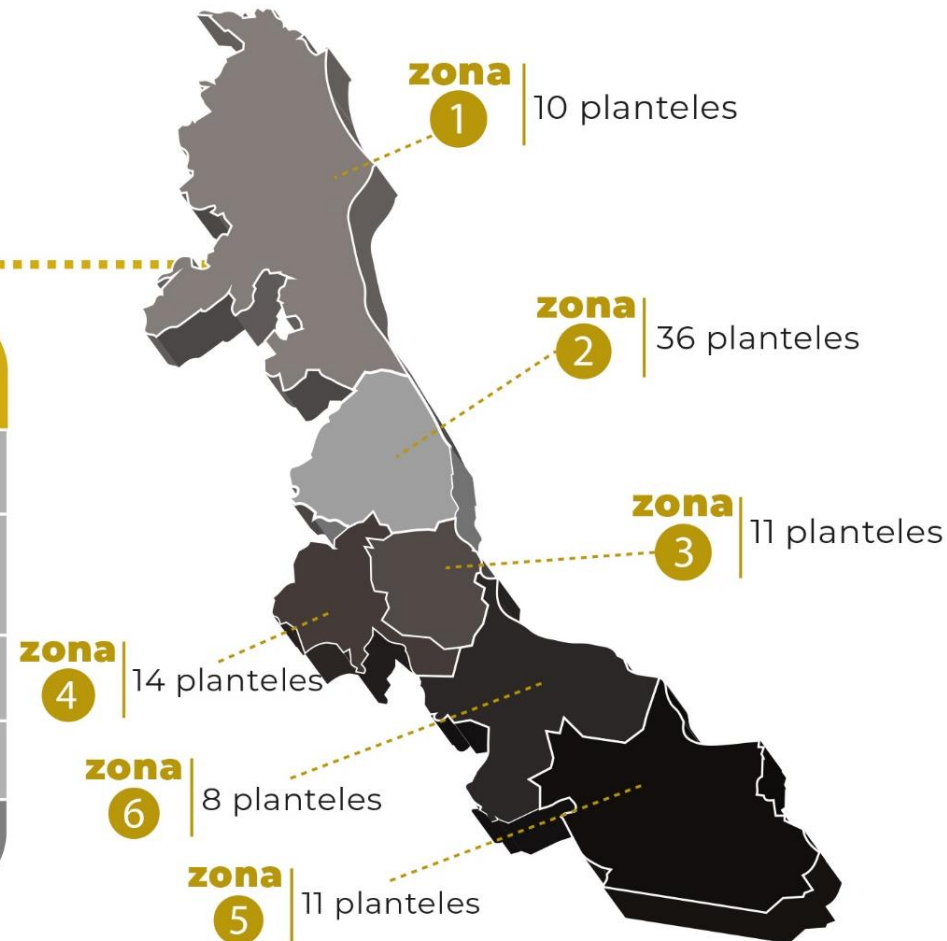 zona
1
10 planteles
zona
2
36 planteles
zona
3
11 planteles
zona
4
14 planteles
zona
6
8 planteles
zona
5
11 planteles